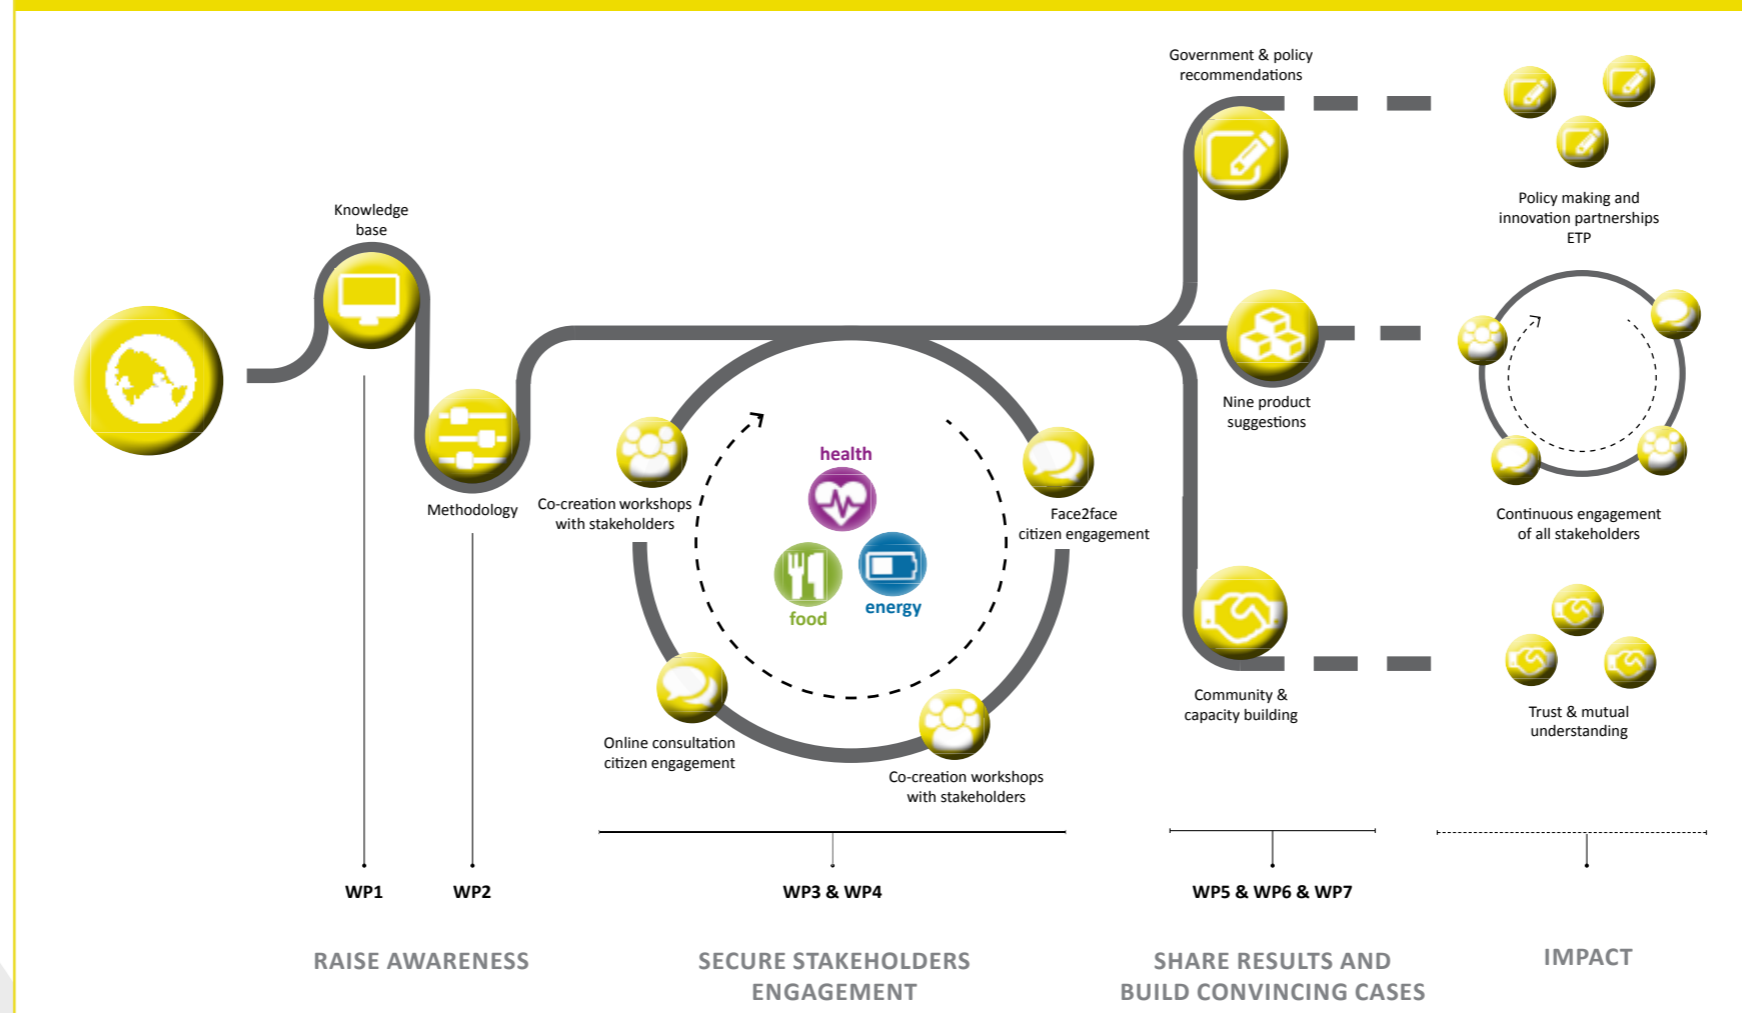 Government & policy
recommendations
Knowledge
base
Policy making and
innovation partnerships
ETP
Nine product
suggestions
health
Methodology
Co-creation workshops
with stakeholders
Face2face
citizen engagement
Continuous engagement
of all stakeholders
food
energy
Community &
capacity building
Trust & mutual
understanding
Online consultation
citizen engagement
Co-creation workshops
with stakeholders
WP1
WP2
WP3 & WP4
WP5 & WP6 & WP7
RAISE AWARENESS
SECURE STAKEHOLDERS
ENGAGEMENT
SHARE RESULTS AND
BUILD CONVINCING CASES
IMPACT